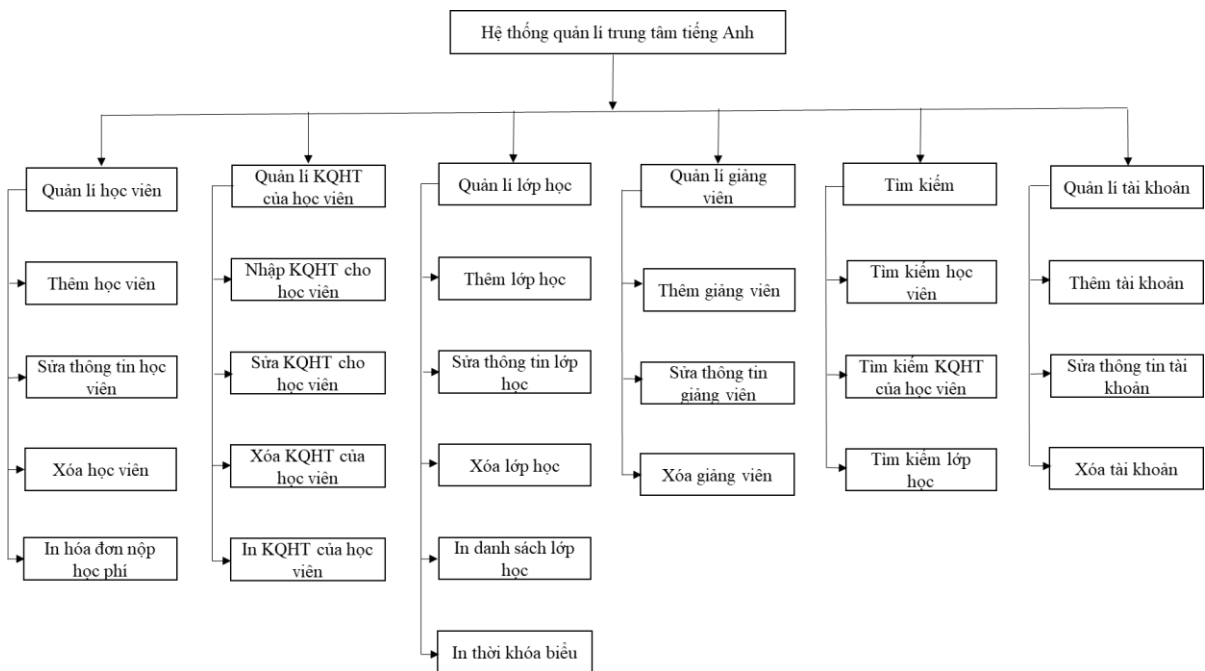 Hệ thống quản lí trung tâm tiếng Anh
Quản lí học viên
Quản lí KQHT
của học viên
Quản lí lớp học
Quản lí giảng
viên
Tìm kiếm
Quản lí tài khoản
Thêm học viên
Nhập KQHT cho
học viên
Thêm lớp học
Thêm giảng viên
Tìm kiếm học
viên
Thêm tài khoản
Sửa thông tin học
viên
Sửa KQHT cho
học viên
Sửa thông tin lớp
học
Sửa thông tin
giảng viên
Tìm kiếm KQHT
của học viên
Sửa thông tin tài
khoản
Xóa học viên
Xóa KQHT của
học viên
Xóa lớp học
Xóa giảng viên
Tìm kiếm lớp
học
Xóa tài khoản
In hóa đơn nộp
học phí
In KQHT của học
viên
In danh sách lớp
học
In thời khóa biểu